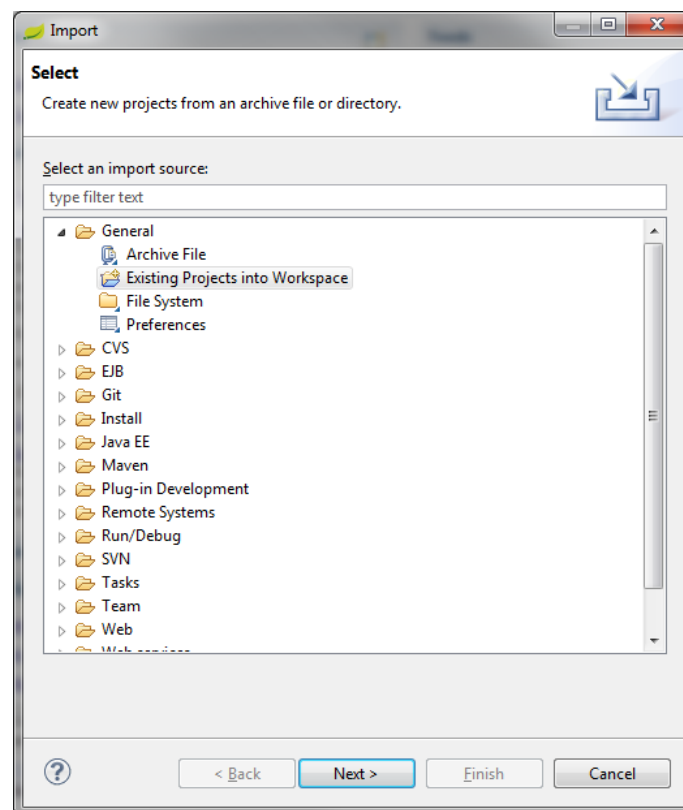 Import
Select
Create new projects from an archive file or directory.
Select an import source:
type filter text
General
Archive File
Existing Projects into Workspace
File System
Preferences
CVS
EJB
Git
Install
Java EE
Maven
Plug-in Development
Remote Systems
Run/Debug
SVN
Tasks
Team
Web
Web services
? < Back Next > Finish Cancel